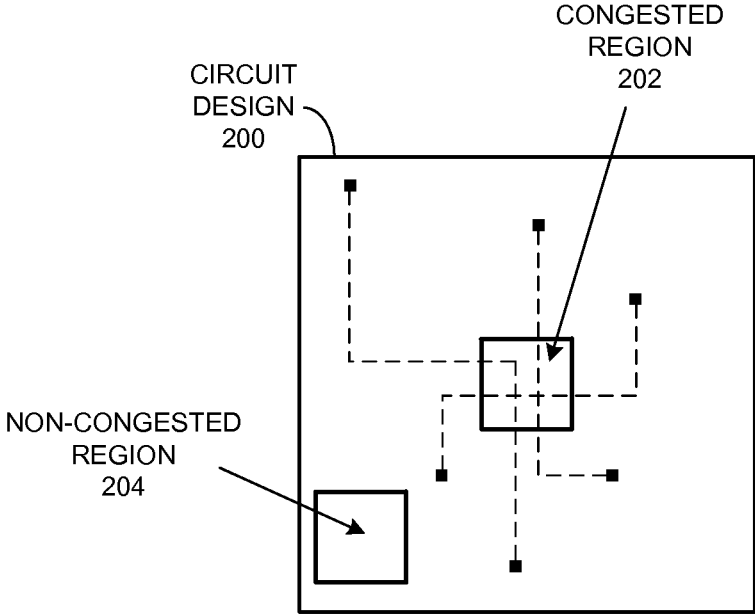 CONGESTED
REGION
202
CIRCUIT
DESIGN
200
NON-CONGESTED
REGION
204